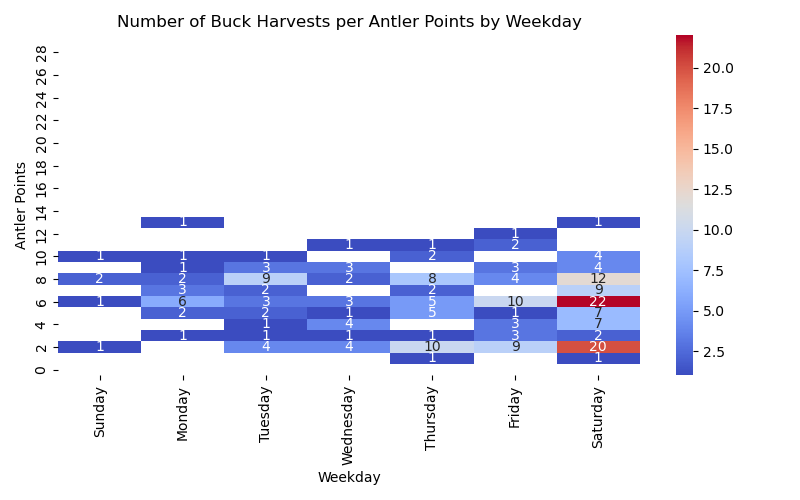 Number of Buck Harvests per Antler Points by Weekday
Antler Points
28
26
24
22
20
18
16
14
1 1
12 1
1 1 2
10 1 1 1 2 4
1 3 3 3 4
8 2 2 9 2 8 4 12
3 2 2 9
6 1 6 3 3 5 10 22
2 2 1 5 1 7
4 1 4 3 7
1 1 1 1 3 2
2 1 4 4 10 9 20
1 1
0
Sunday
Monday
Tuesday
Wednesday
Thursday
Friday
Saturday
Weekday
20.0
17.5
15.0
12.5
10.0
7.5
5.0
2.5